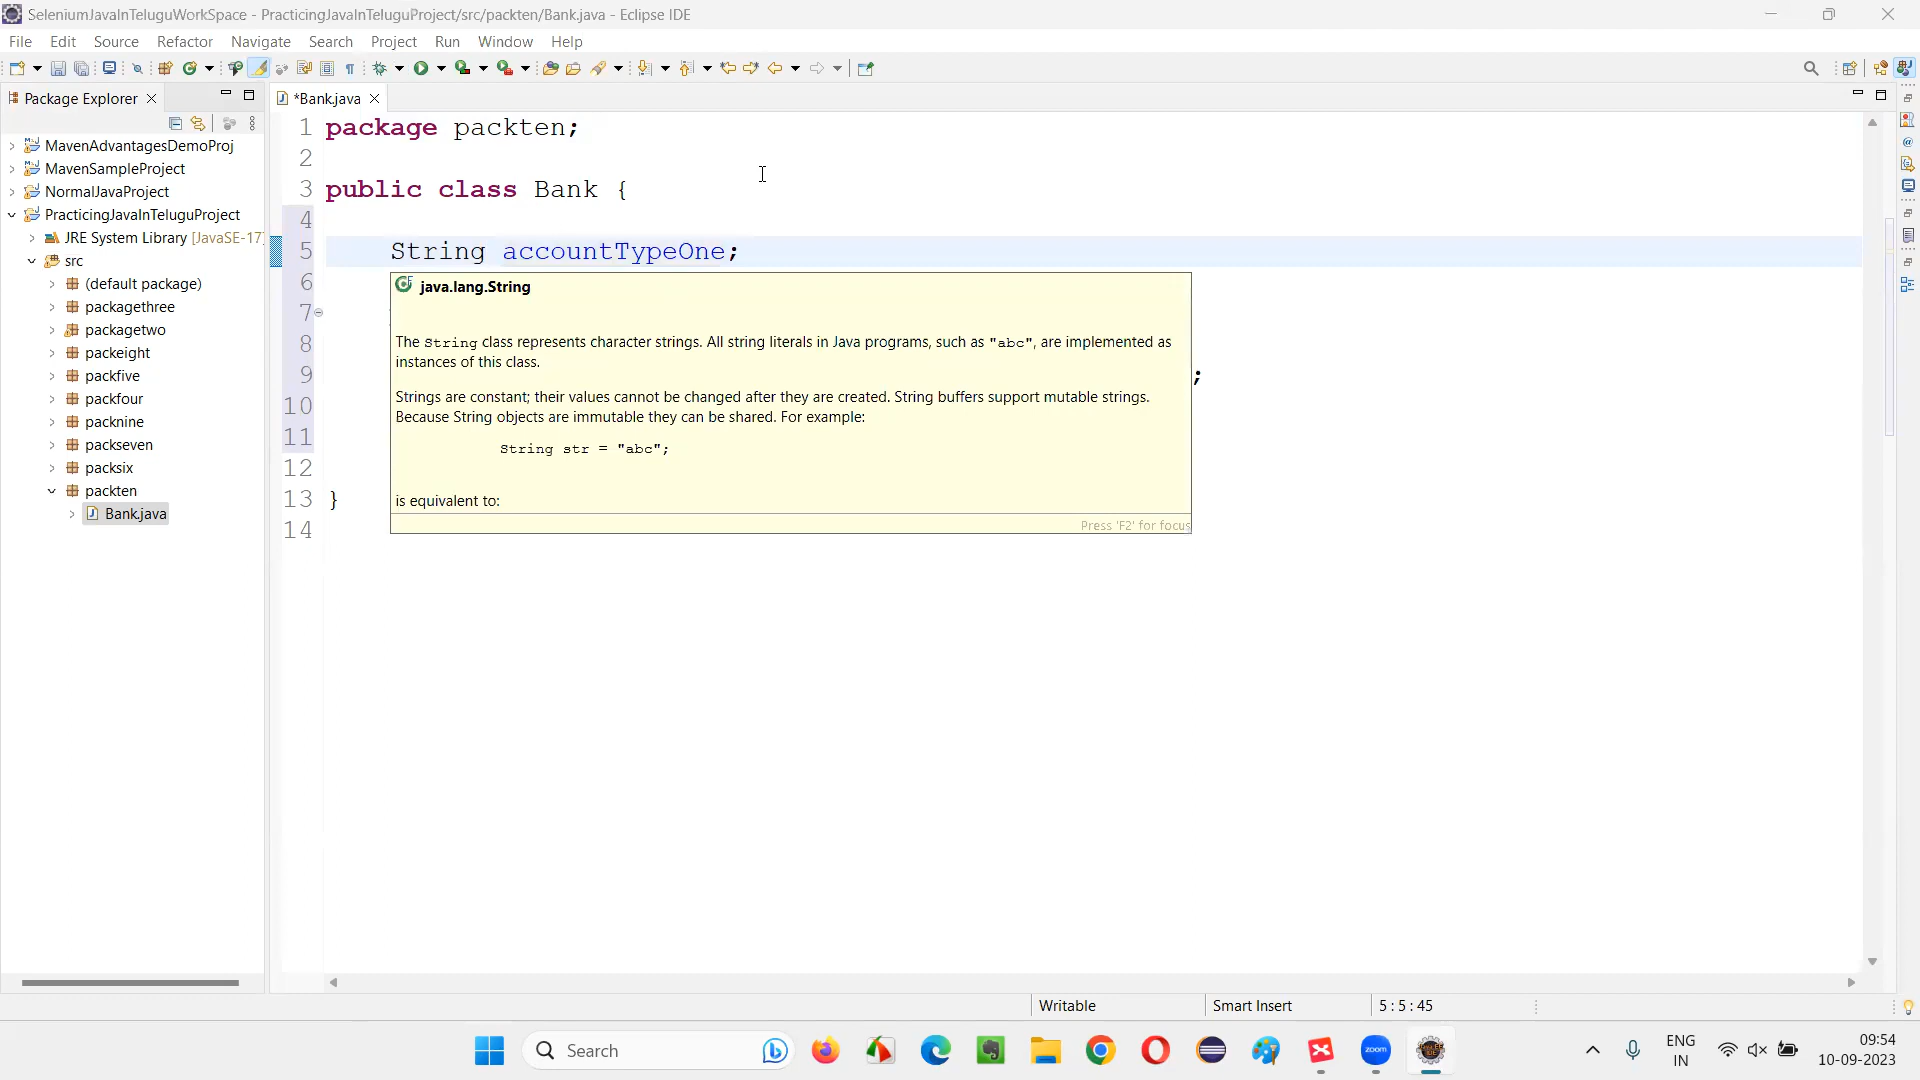 SeleniumJavaInTeluguWorkSpace - PracticingJavaInTeluguProject/src/packten/Bank.java - Eclipse IDE
File Edit Source Refactor Navigate Search Project Run Window Help
Package Explorer
*Bank.java
MavenAdvantagesDemoProj
MavenSampleProject
NormalJavaProject
PracticingJavaInTeluguProject
JRE System Library [JavaSE-17]
src
(default package)
packagethree
packagetwo
packeight
packfive
packfour
packnine
packseven
packsix
packten
Bank.java
1 package packten;
2
3 public class Bank {
4
5 String accountTypeOne;
6
7
8
9 ;
10
11
12
13 }
14
java.lang.String
The String class represents character strings. All string literals in Java programs, such as "abc", are implemented as
instances of this class.
Strings are constant; their values cannot be changed after they are created. String buffers support mutable strings.
Because String objects are immutable they can be shared. For example:
String str = "abc";
is equivalent to:
Press 'F2' for focus
Writable Smart Insert 5 : 5 : 45
Search
zoom
ENG
IN
09:54
10-09-2023